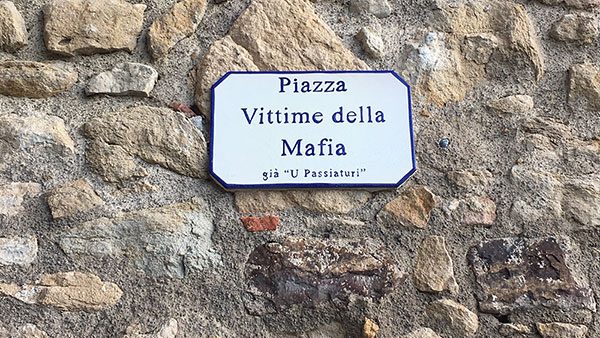 Piazza
Vittime della
Mafia
già "U Passiaturi"